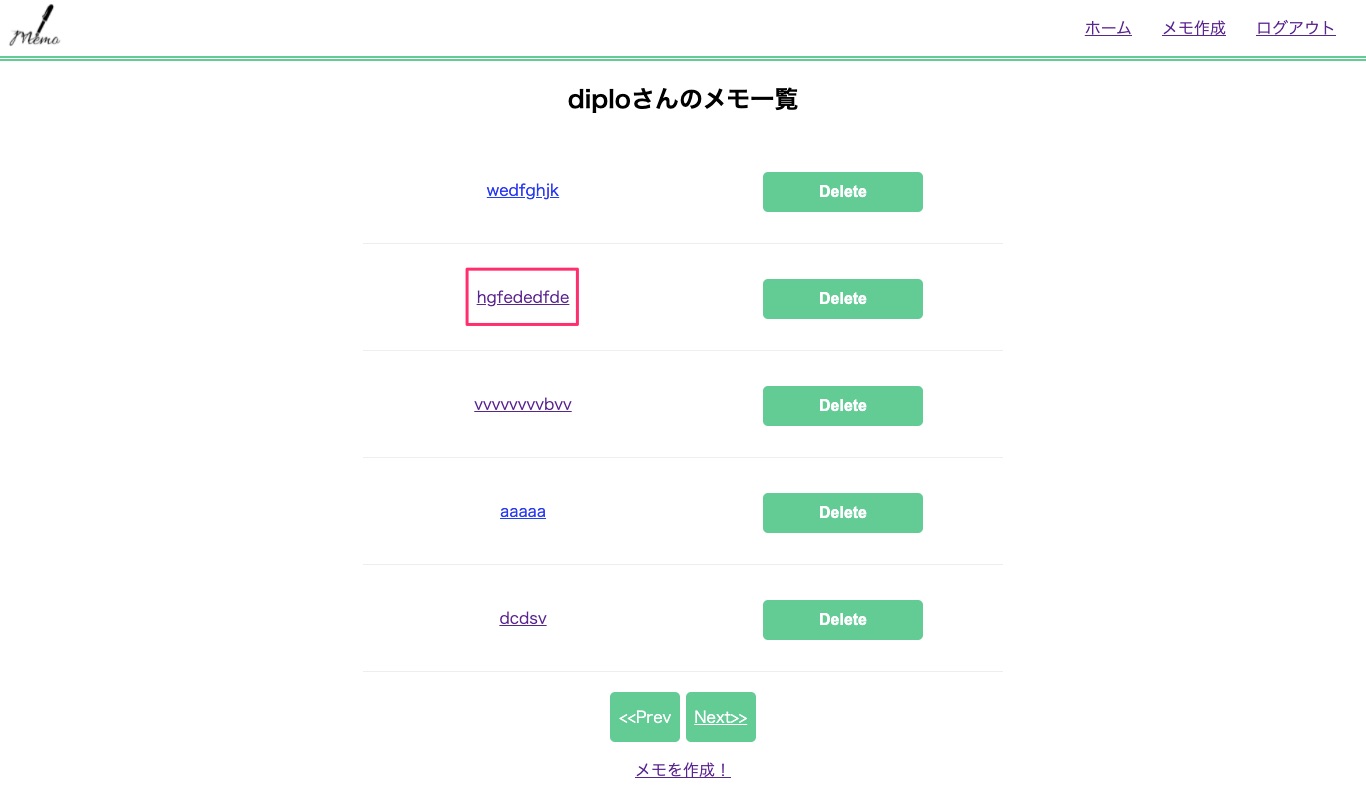 Memo
ホーム メモ作成 ログアウト
diploさんのメモ一覧
wedfghjk Delete
hgfededfde Delete
vvvvvvvvbvv Delete
aaaaa Delete
dcdsv Delete
<<Prev Next>>
メモを作成！